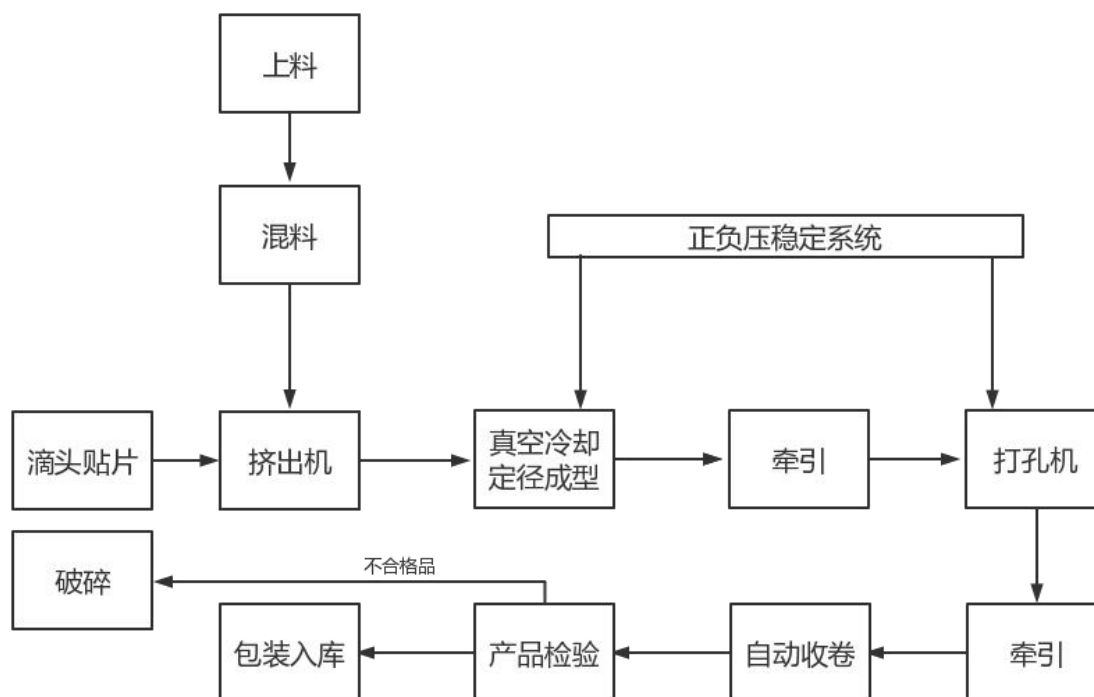 上料
混料
正负压稳定系统
滴头贴片
挤出机
真空冷却
定径成型
牵引
打孔机
破碎
不合格品
包装入库
产品检验
自动收卷
牵引